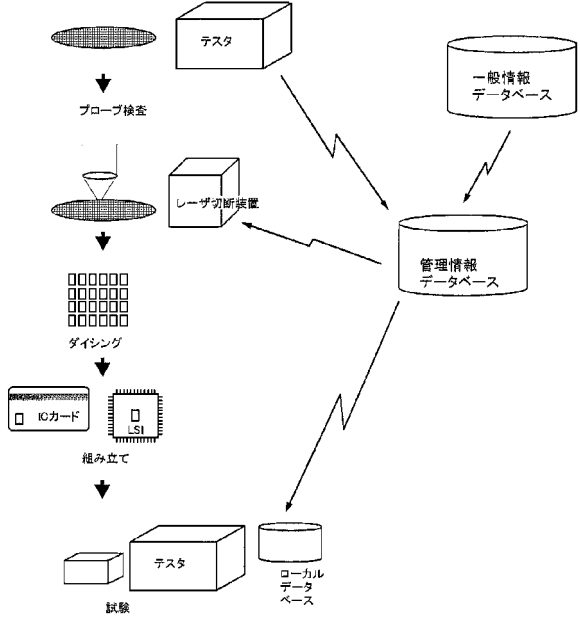 テスタ
一般情報
データベース
プローブ検査
レーザ切断装置
管理情報
データベース
ダイシング
ICカード
LSI
組み立て
テスタ
ローカル
データ
ベース
試験